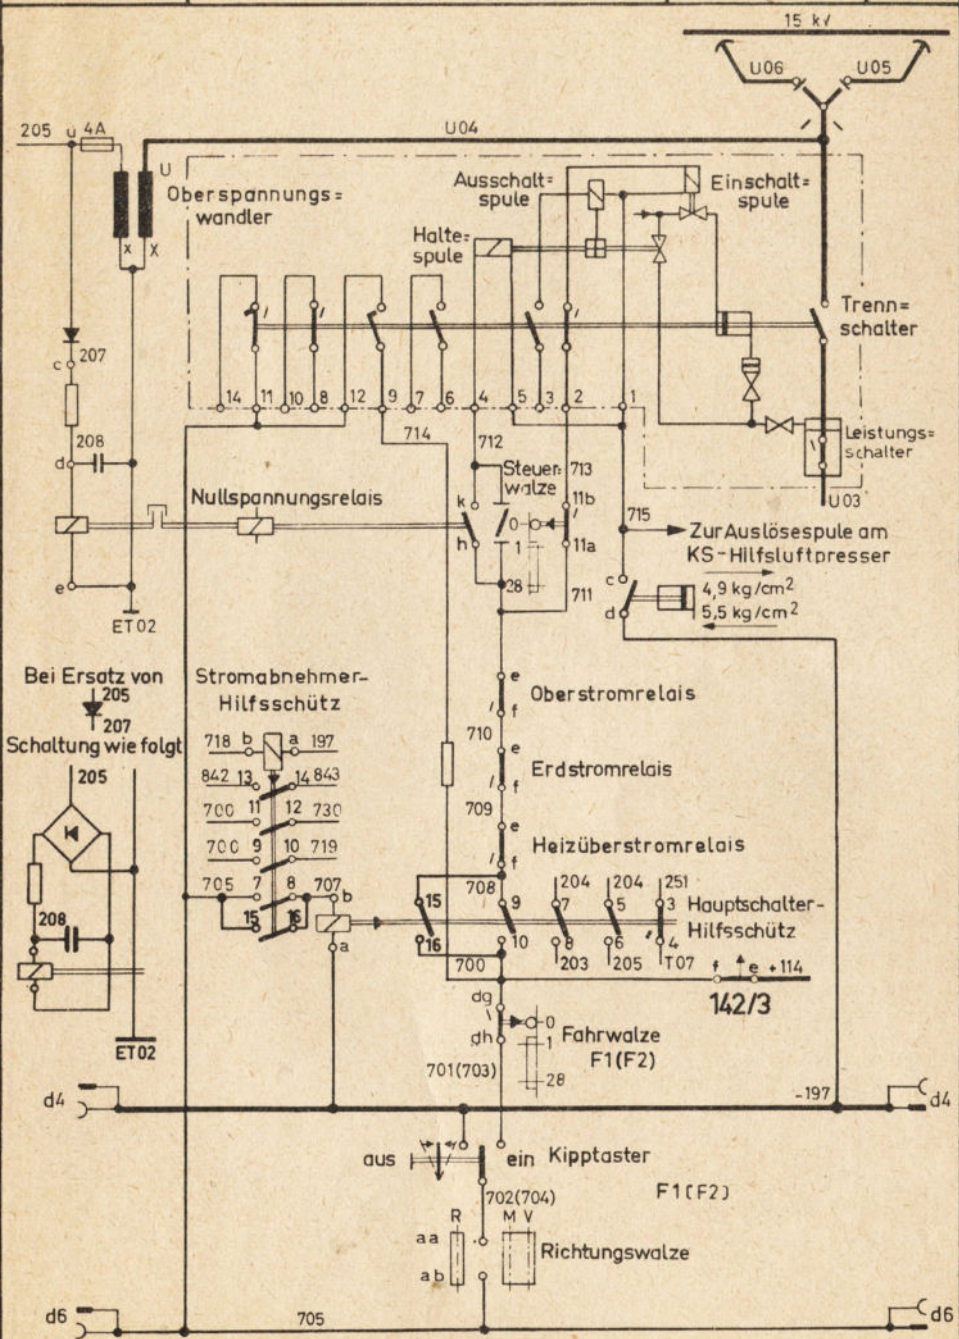 15 kV
U06 U05
205 u 4A
U04
U
Oberspannungs=
wandler
x X
Ausschalt=
spule
Einschalt=
spule
Halte=
spule
Trenn=
schalter
c 207
14 11 10 8 12 9 7 6 4 5 3 2 1
714
712
713
Leistungs=
schalter
U03
208
d
Steuer
walze
Nullspannungsrelais
k
h
0
1
28
11b
11a
711
715
Zur Auslösespule am
KS-Hilfsluftpresser
c
d
4,9 kg/cm2
5,5 kg/cm2
e
ET02
Bei Ersatz von
205
207
Schaltung wie folgt
205
208
ET02
Stromabnehmer-
Hilfsschütz
718 b a 197
842 13 14 843
700 11 12 730
700 9 10 719
705 7 8 707 b
15 16
a
e
Oberstromrelais
f
710
e
Erdstromrelais
f
709
e
Heizüberstromrelais
f
708
204 204 251
15 9 7 5 3
Hauptschalter-
Hilfsschütz
16 10 8 6 4
700 203 205 T07
f e +114
142/3
dg
dh
0
1
28
Fahrwalze
F1(F2)
701(703)
-197
d4 d4
aus ein Kipptaster
702(704)
F1(F2)
R M V
aa
ab
Richtungswalze
d6 705 d6